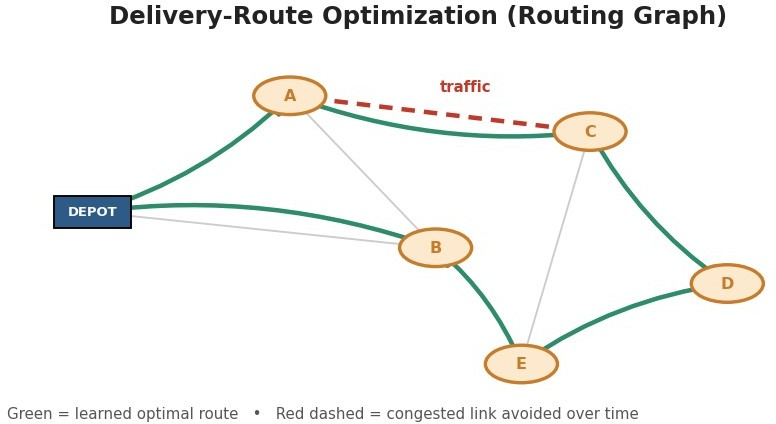 Delivery-Route Optimization (Routing Graph)
traffic
A
C
DEPOT
B
D
E
Green = learned optimal route • Red dashed = congested link avoided over time